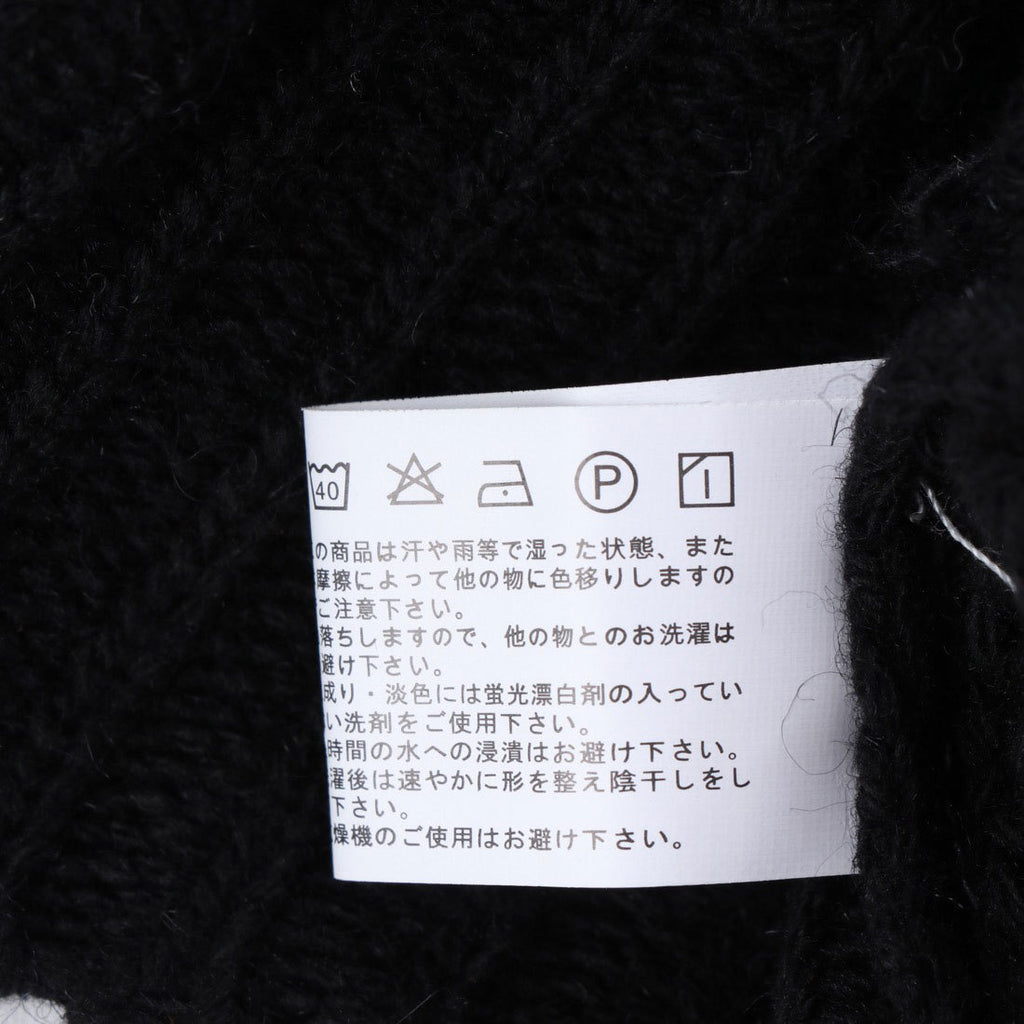 40 P
の商品は汗や雨等で湿った状態、また
摩擦によって他の物に色移りしますの
ご注意下さい。
落ちしますので、他の物とのお洗濯は
避け下さい。
成り・淡色には蛍光漂白剤の入ってい
い洗剤をご使用下さい。
時間の水への浸漬はお避け下さい。
濯後は速やかに形を整え陰干しをし
下さい。
燥機のご使用はお避け下さい。